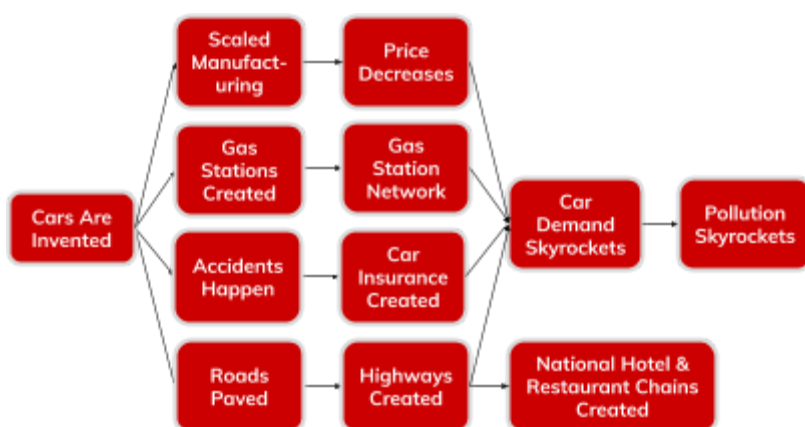 Scaled
Manufact-
uring
Price
Decreases
Gas
Stations
Created
Gas
Station
Network
Cars Are
Invented
Car
Demand
Skyrockets
Pollution
Skyrockets
Accidents
Happen
Car
Insurance
Created
Roads
Paved
Highways
Created
National Hotel &
Restaurant Chains
Created